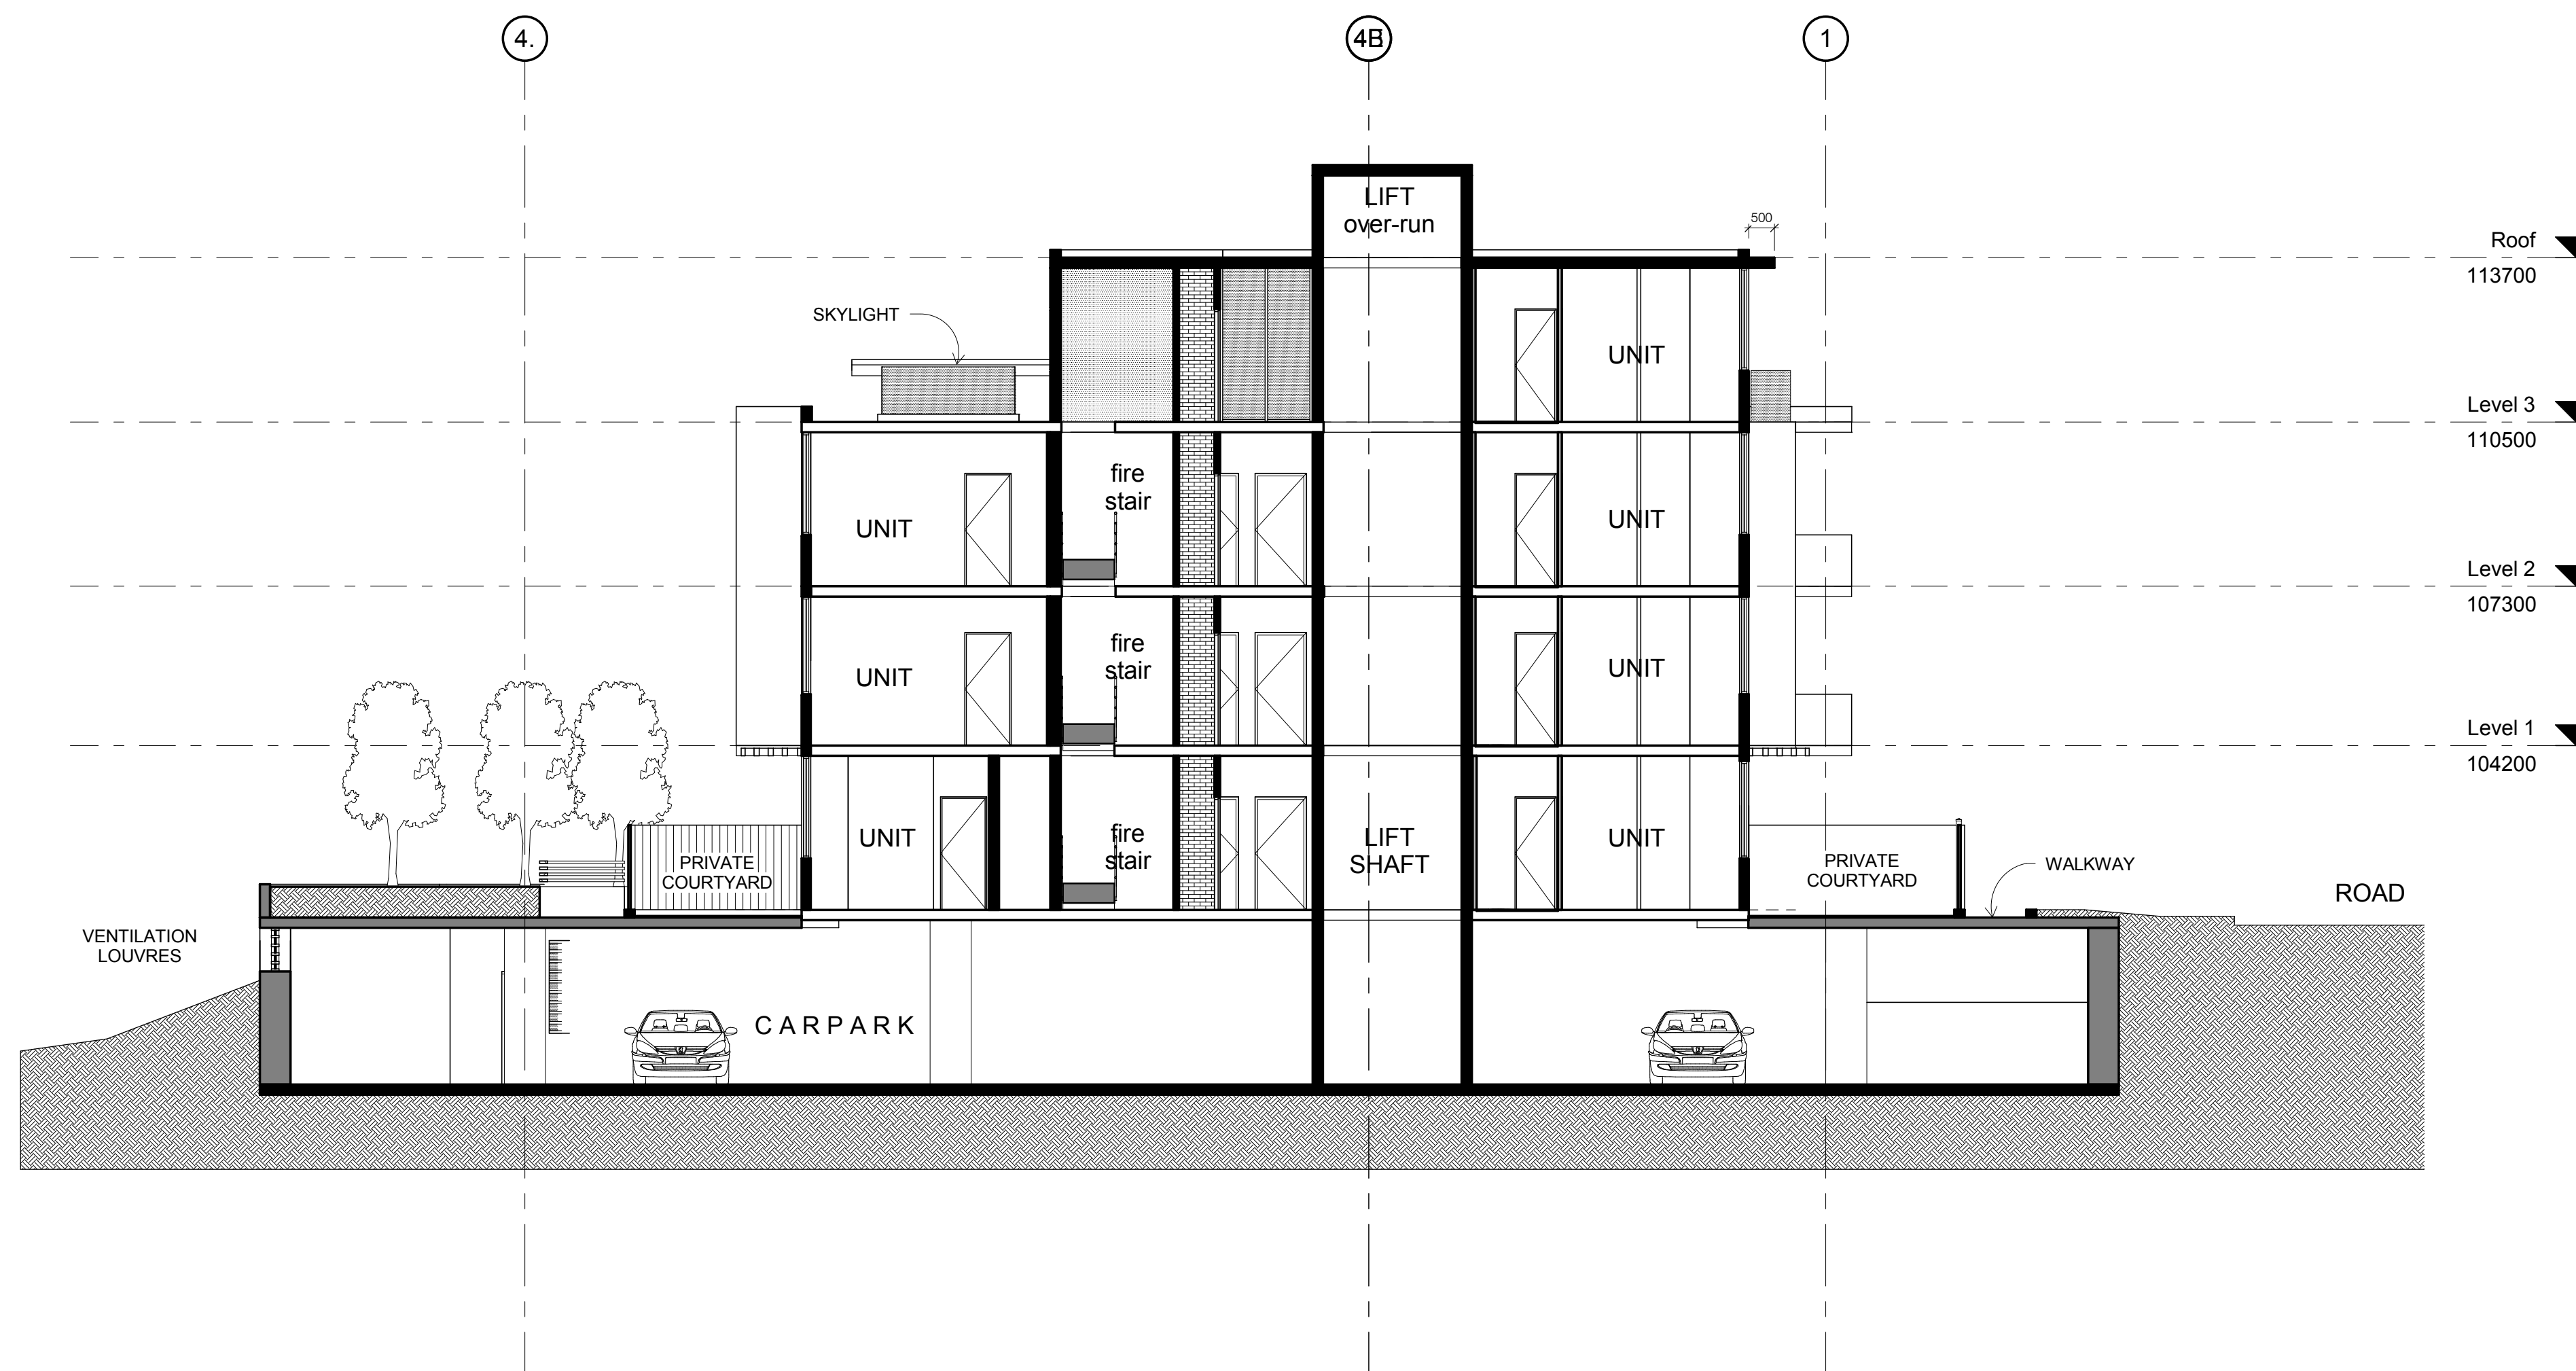 4.
1
LIFT
over-run
500
Roof
113700
SKYLIGHT
UNIT
Level 3
110500
fire
stair
UNIT
UNIT
Level 2
107300
fire
stair
UNIT
UNIT
Level 1
104200
UNIT
fire
stair
LIFT
SHAFT
UNIT
PRIVATE
COURTYARD
PRIVATE
COURTYARD
WALKWAY
ROAD
VENTILATION
LOUVRES
CARPARK